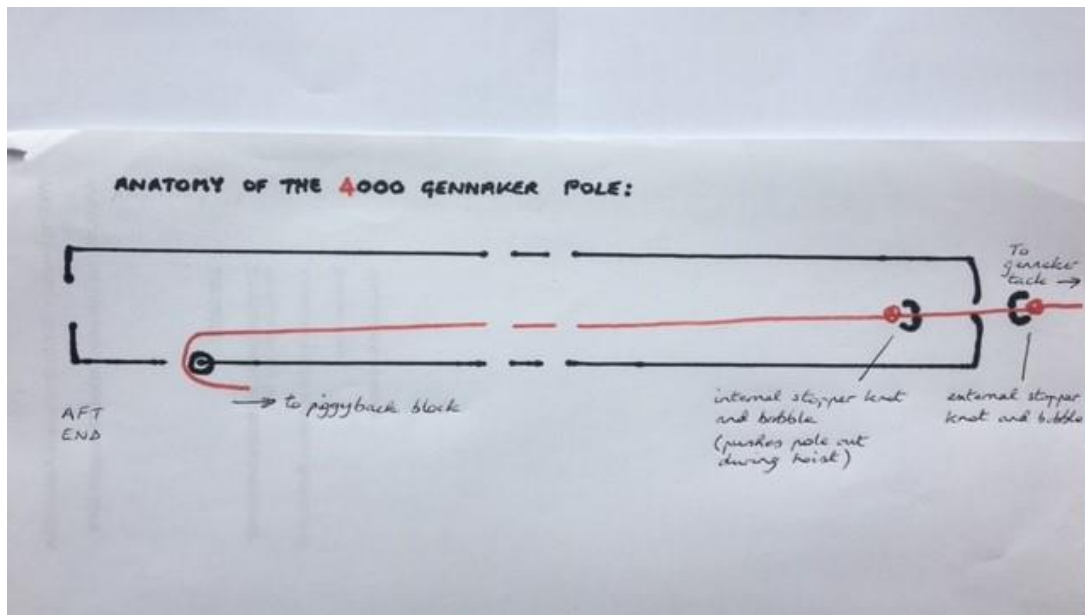 ANATOMY OF THE 4000 GENNAKER POLE:
To
gennaker
tack →
→ to piggyback block
AFT
END
internal stopper knot
and bobble
(pushes pole out
during hoist)
external stopper
knot and bobble